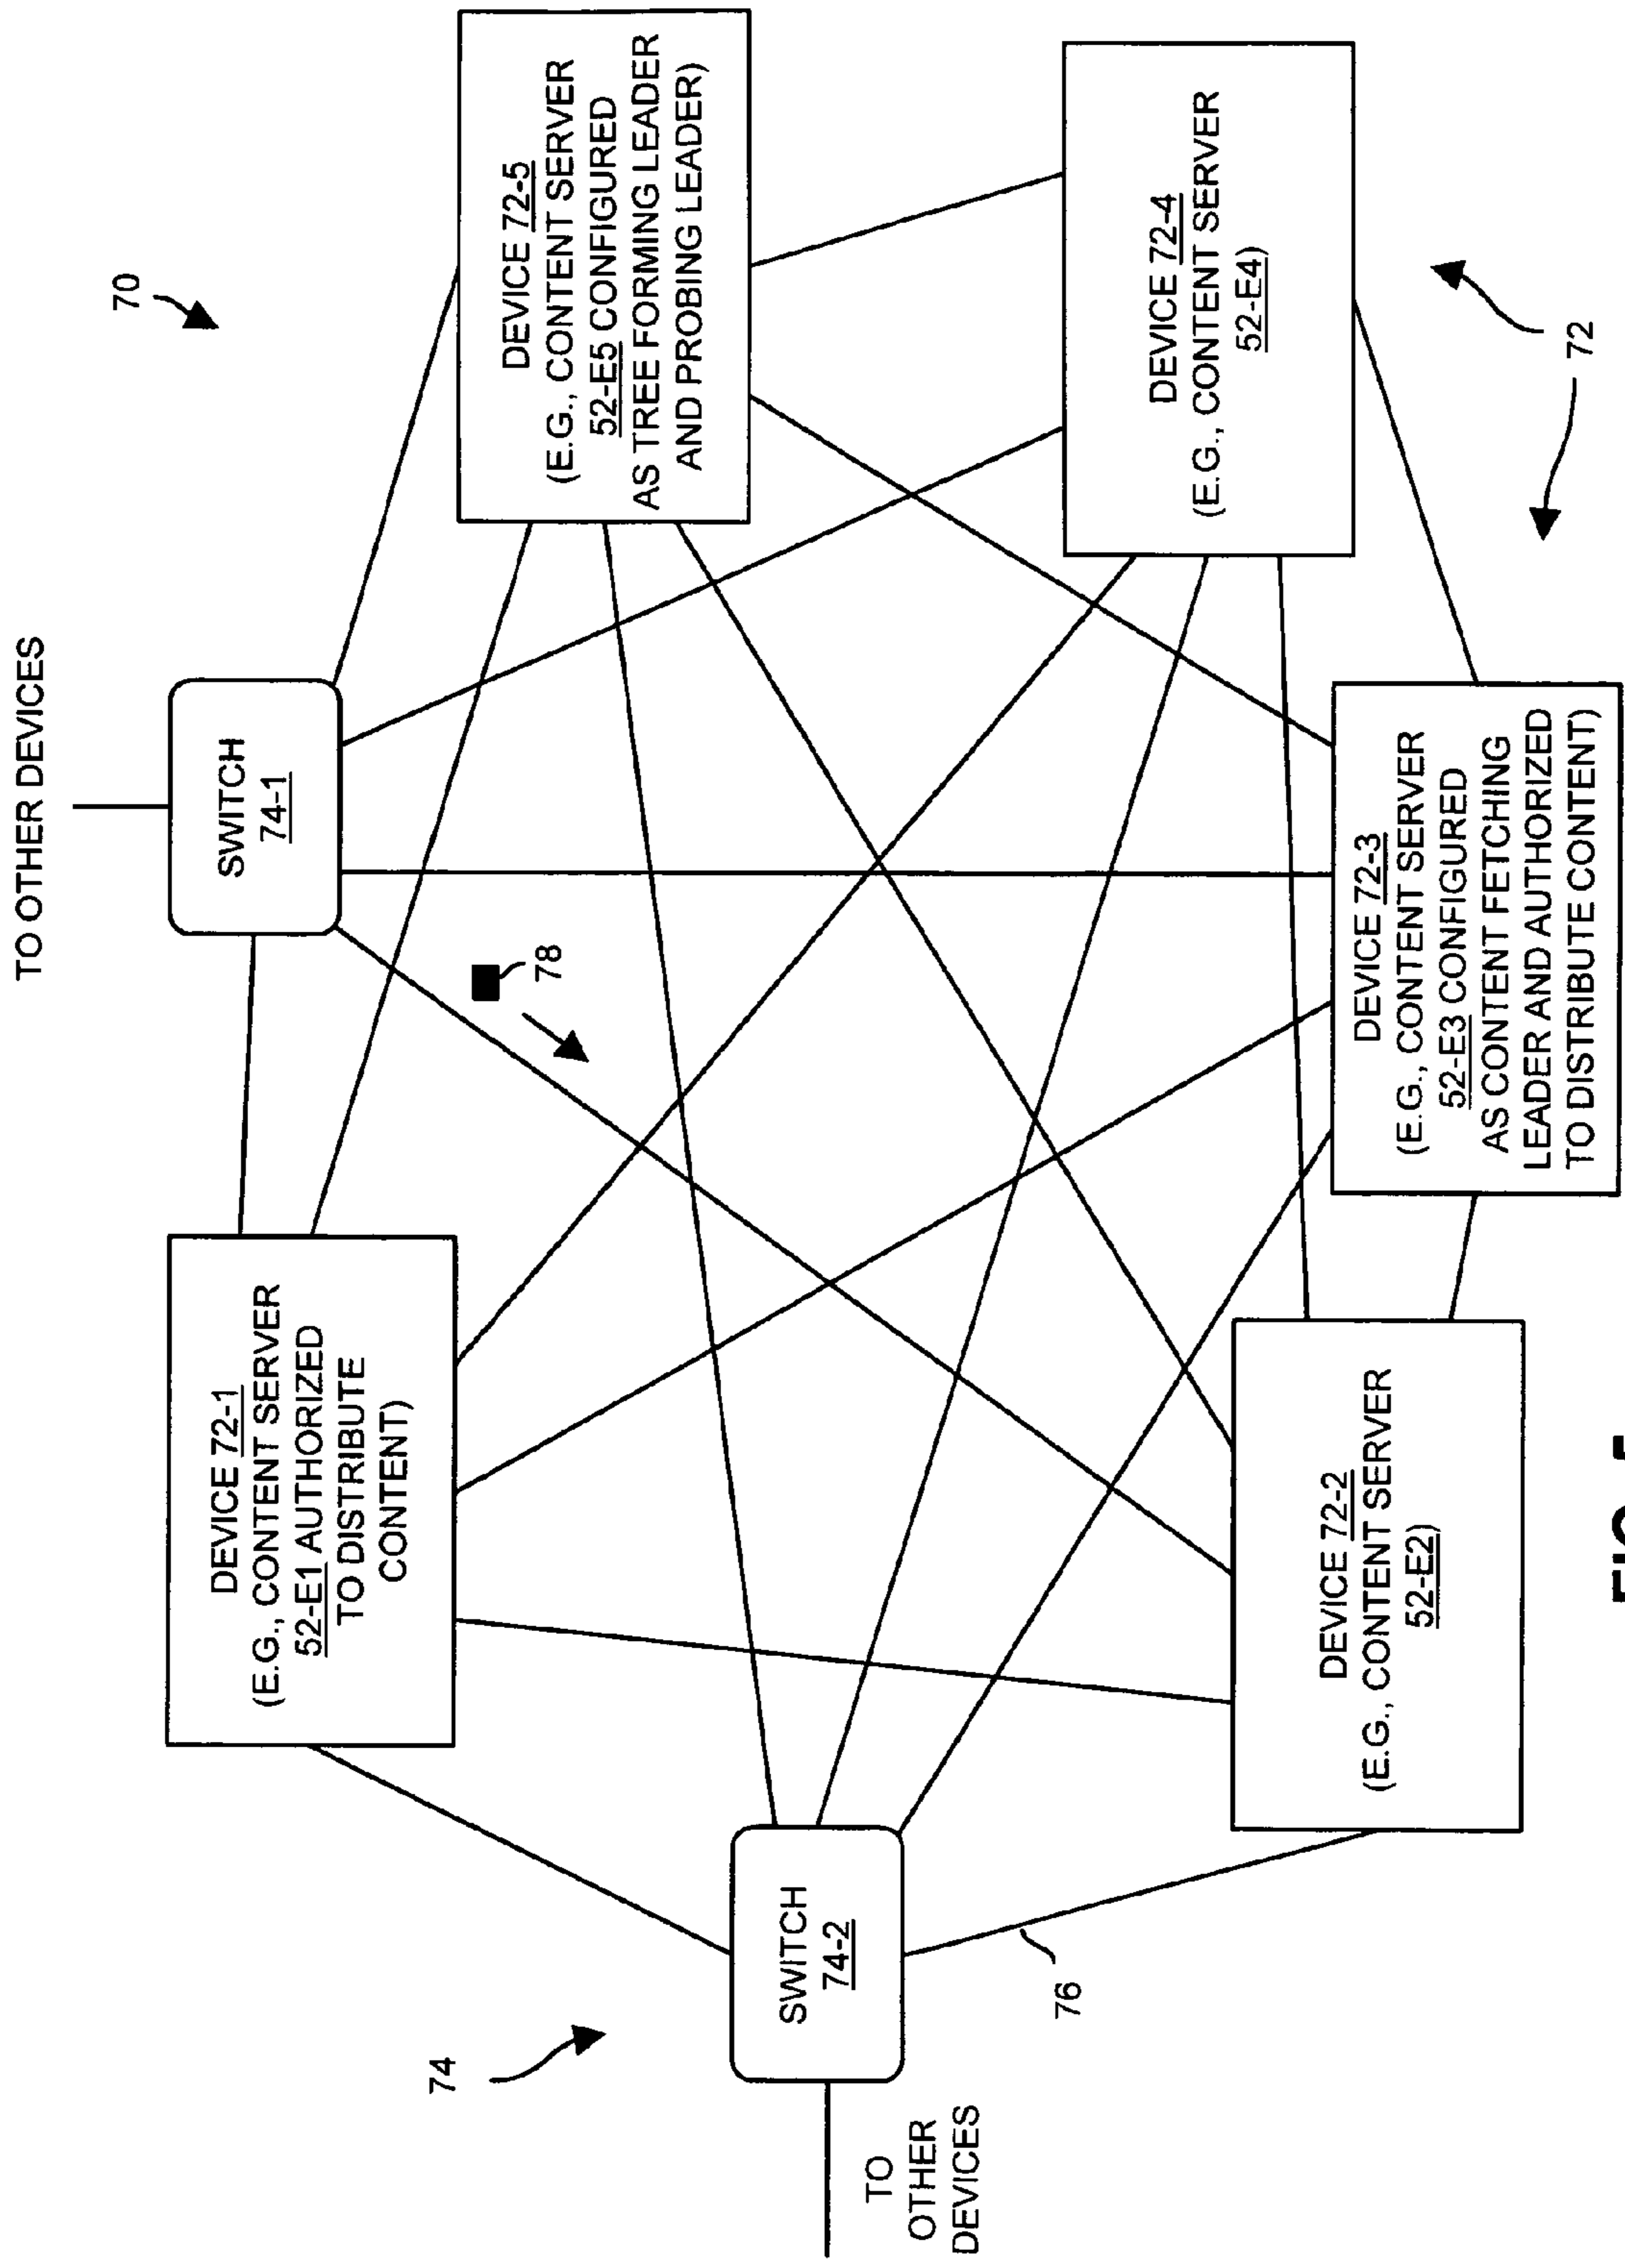 TO OTHER DEVICES
70
DEVICE 72-1
(E.G., CONTENT SERVER
52-E1 AUTHORIZED
TO DISTRIBUTE
CONTENT)
SWITCH
74-1
74
DEVICE 72-5
(E.G., CONTENT SERVER
52-E5 CONFIGURED
AS TREE FORMING LEADER
AND PROBING LEADER)
78
SWITCH
74-2
TO
OTHER
DEVICES
76
DEVICE 72-4
(E.G., CONTENT SERVER
52-E4)
DEVICE 72-2
(E.G., CONTENT SERVER
52-E2)
DEVICE 72-3
(E.G., CONTENT SERVER
52-E3 CONFIGURED
AS CONTENT FETCHING
LEADER AND AUTHORIZED
TO DISTRIBUTE CONTENT)
72